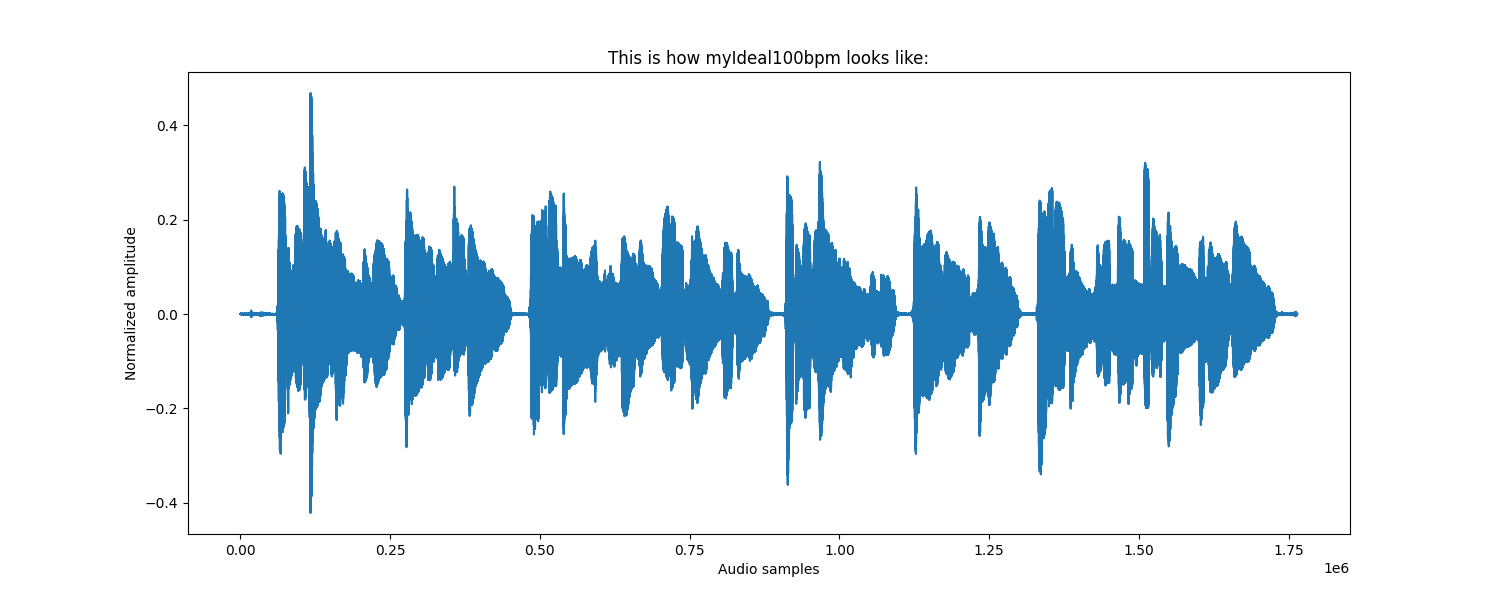 This is how myIdeal100bpm looks like:
0.4
0.2
0.0
−0.2
−0.4
Normalized amplitude
0.00 0.25 0.50 0.75 1.00 1.25 1.50 1.75
Audio samples
1e6